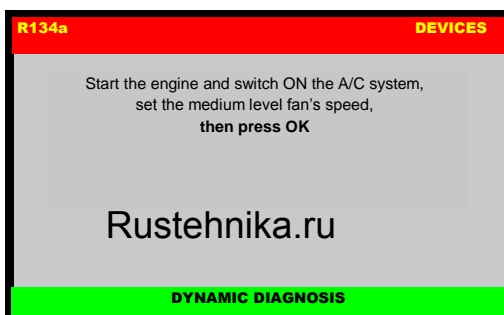 R134a DEVICES
Start the engine and switch ON the A/C system,
set the medium level fan's speed,
then press OK
Rustehnika.ru
DYNAMIC DIAGNOSIS